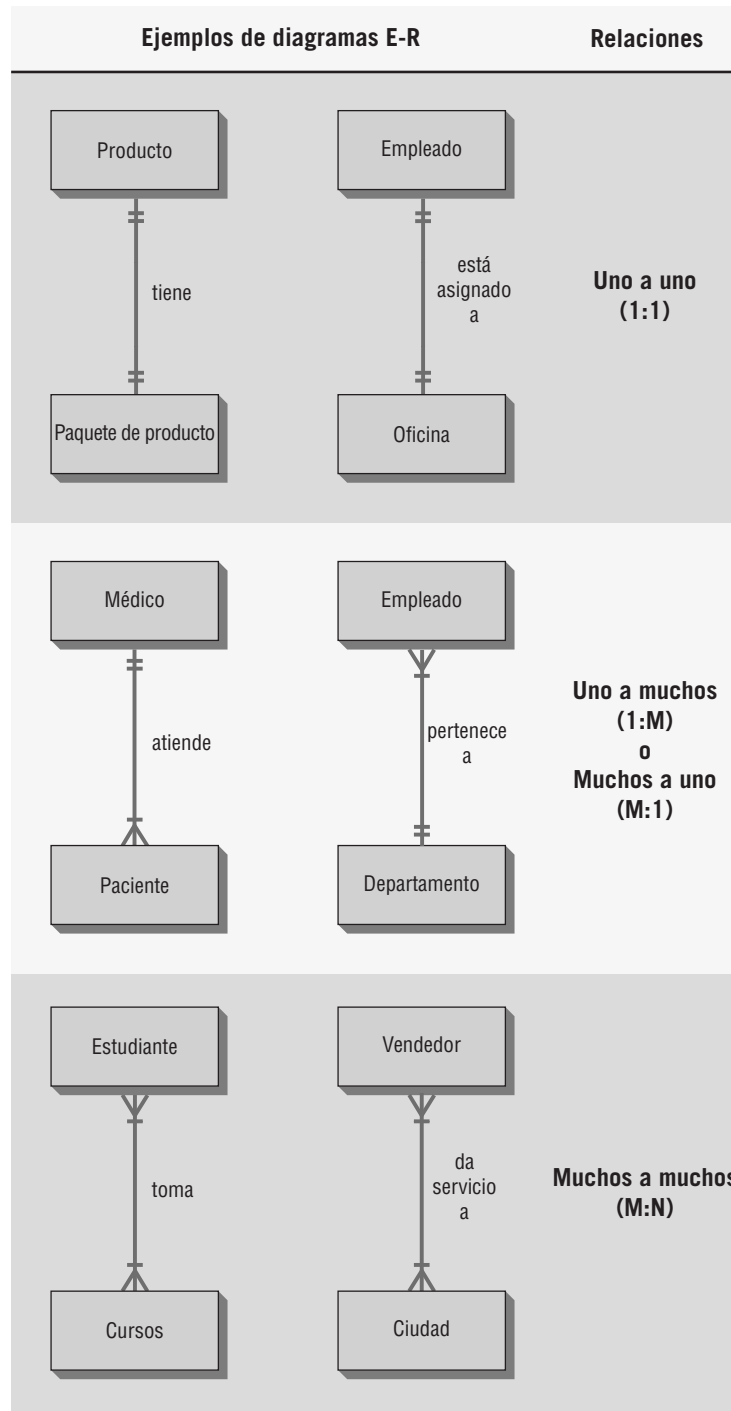 Ejemplos de diagramas E-R
Relaciones
Producto
Empleado
tiene
está
asignado
a
Uno a uno
(1:1)
Paquete de producto
Oficina
Médico
Empleado
atiende
pertenece
a
Uno a muchos
(1:M)
o
Muchos a uno
(M:1)
Paciente
Departamento
Estudiante
Vendedor
toma
da
servicio
a
Muchos a muchos
(M:N)
Cursos
Ciudad